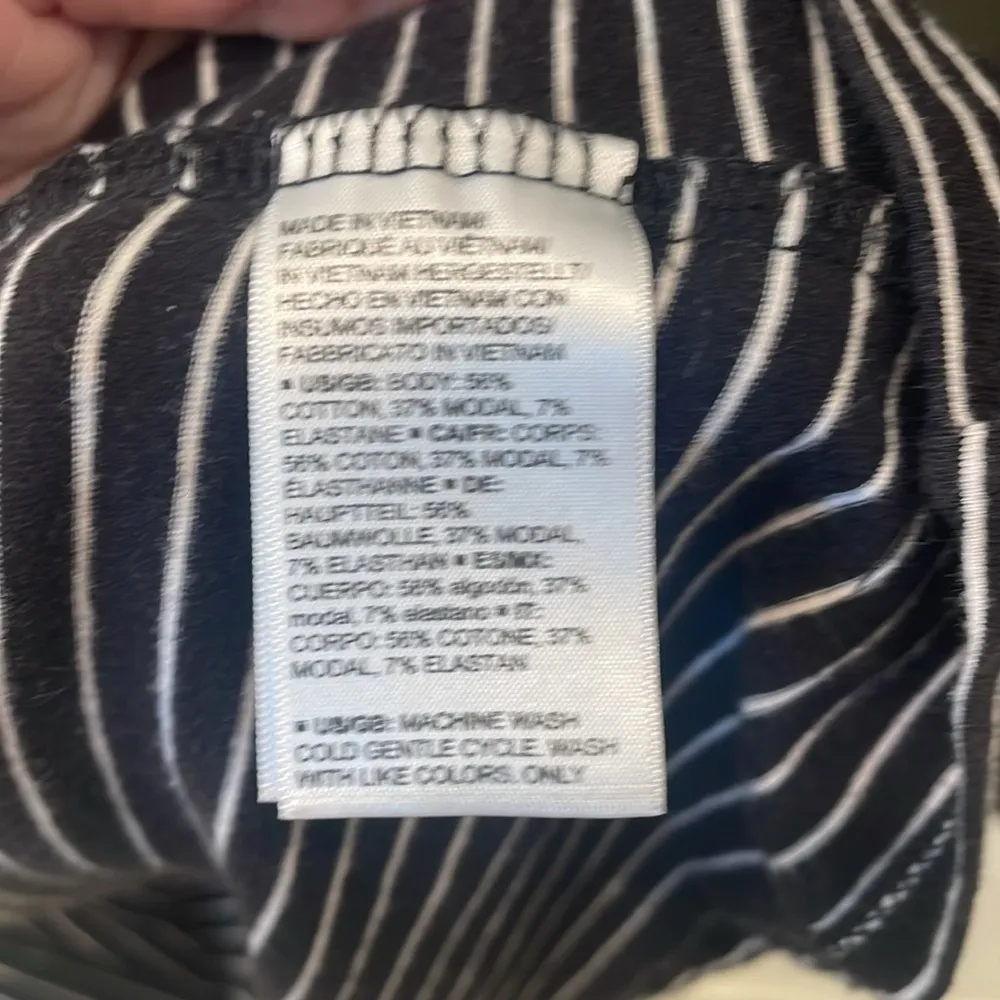 MADE IN VIETNAM/
FABRIQUÉ AU VIÊTNAM/
IN VIETNAM HERGESTELLT/
HECHO EN VIETNAM CON
INSUMOS IMPORTADOS/
FABBRICATO IN VIETNAM
▪ US/GB: BODY: 56%
COTTON, 37% MODAL, 7%
ELASTANE ▪ CA/FR: CORPS:
56% COTON, 37% MODAL, 7%
ÉLASTHANNE ▪ DE:
HAUPTTEIL: 56%
BAUMWOLLE, 37% MODAL,
7% ELASTHAN ▪ ES/MX:
CUERPO: 56% algodón, 37%
modal, 7% elastano ▪ IT:
CORPO: 56% COTONE, 37%
MODAL, 7% ELASTAN
▪ US/GB: MACHINE WASH
COLD GENTLE CYCLE, WASH
WITH LIKE COLORS, ONLY